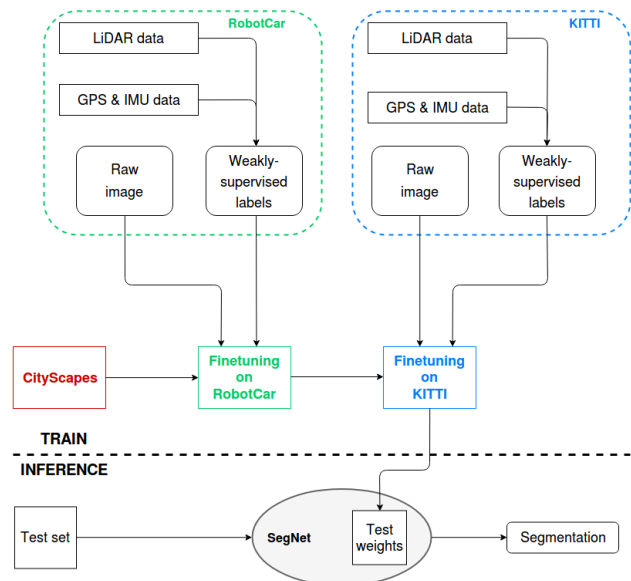 RobotCar
LiDAR data
GPS & IMU data
Raw
image
Weakly-
supervised
labels
KITTI
LiDAR data
GPS & IMU data
Raw
image
Weakly-
supervised
labels
CityScapes
Finetuning
on
RobotCar
Finetuning
on
KITTI
TRAIN
INFERENCE
Test set
SegNet
Test
weights
Segmentation